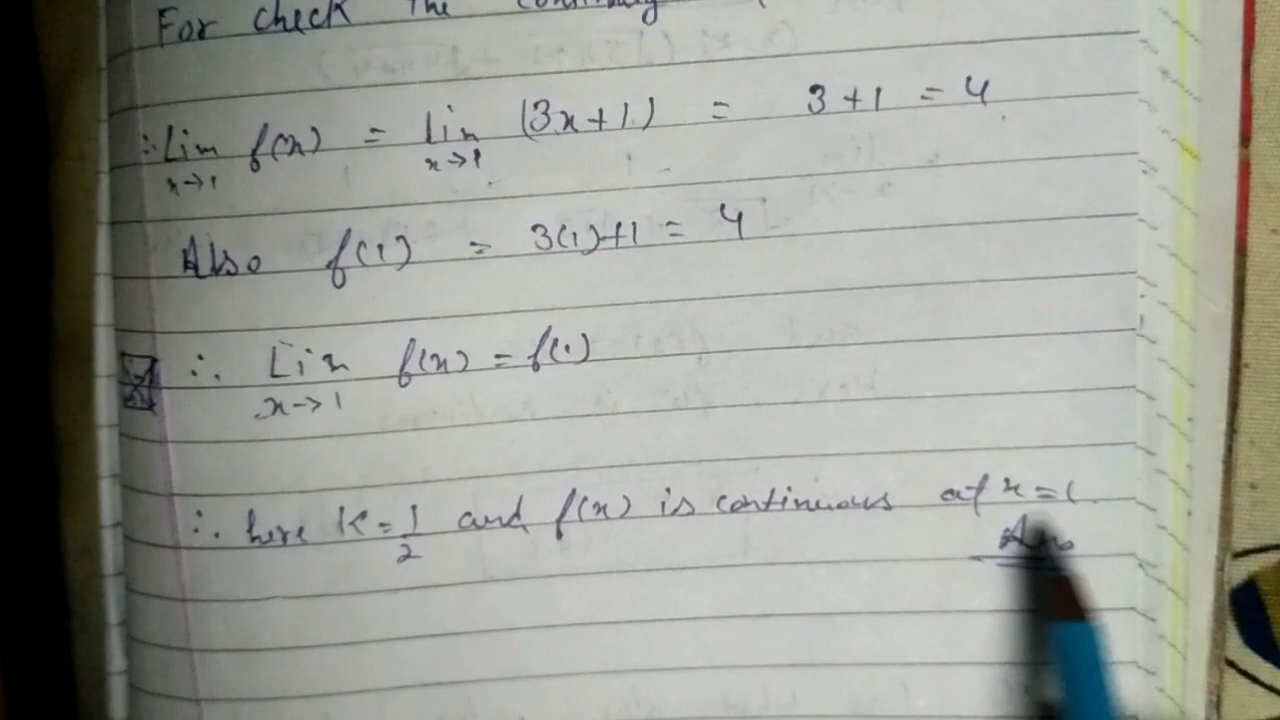 For check the continuity
∴ Lim f(x) = Lim (3x+1) = 3+1 = 4
x→1 x→1
Also f(1) = 3(1)+1 = 4
∴ Lim f(x) = f(1)
x→1
∴ here K = 1/2 and f(x) is continuous at x=1.
Ans